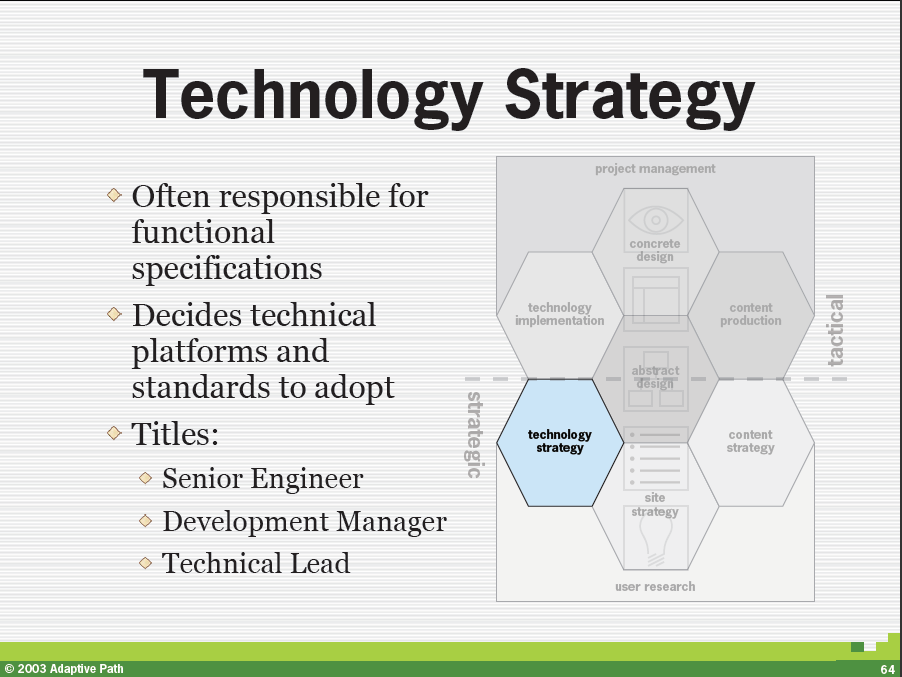 Technology Strategy
Often responsible for
functional
specifications
Decides technical
platforms and
standards to adopt
Titles:
Senior Engineer
Development Manager
Technical Lead
project management
concrete
design
technology
implementation
content
production
tactical
abstract
design
strategic
technology
strategy
content
strategy
site
strategy
user research
© 2003 Adaptive Path
64